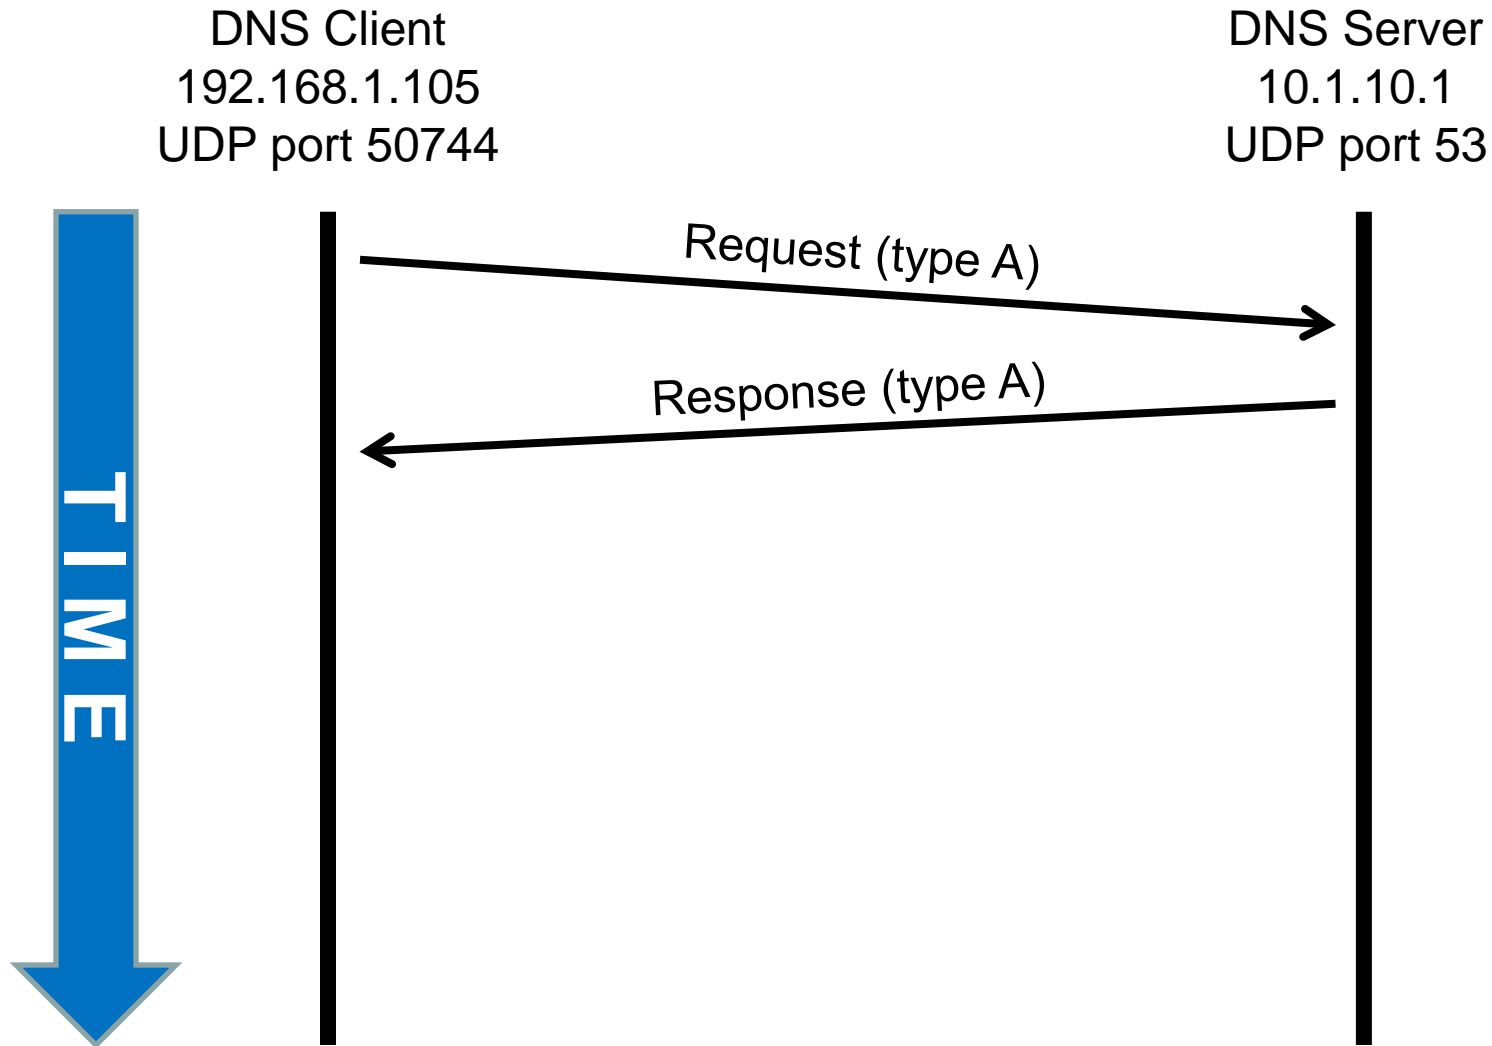 DNS Client
192.168.1.105
UDP port 50744
DNS Server
10.1.10.1
UDP port 53
Request (type A)
Response (type A)
TIME